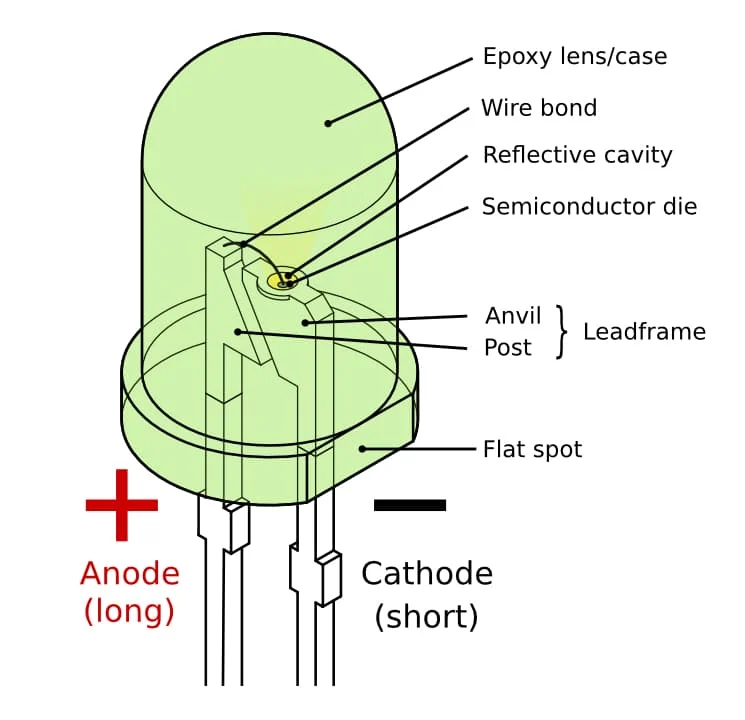 Epoxy lens/case
Wire bond
Reflective cavity
Semiconductor die
Anvil
Post
Leadframe
Flat spot
Anode
(long)
Cathode
(short)